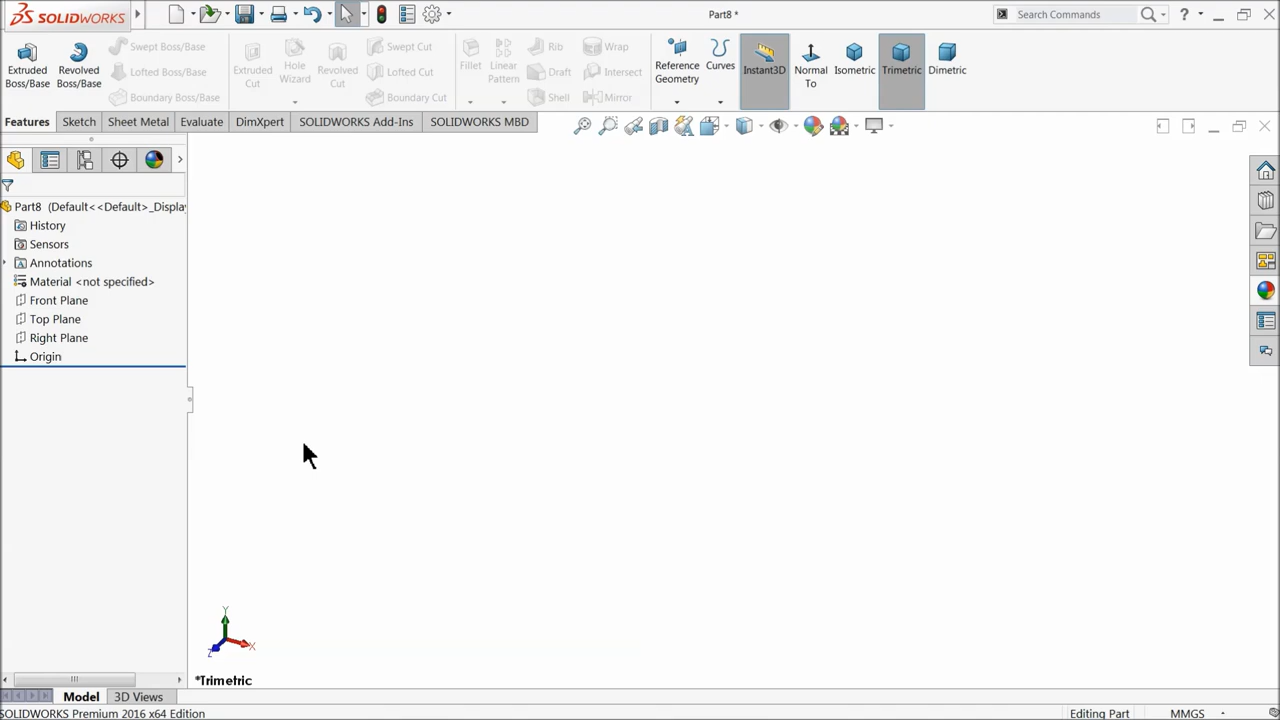 SOLIDWORKS
Part8 *
Search Commands
?
Extruded Boss/Base
Revolved Boss/Base
Swept Boss/Base
Lofted Boss/Base
Boundary Boss/Base
Extruded Cut
Hole Wizard
Revolved Cut
Swept Cut
Lofted Cut
Boundary Cut
Fillet
Linear Pattern
Rib
Draft
Shell
Wrap
Intersect
Mirror
Reference Geometry
Curves
Instant3D
Normal To
Isometric
Trimetric
Dimetric
Features
Sketch
Sheet Metal
Evaluate
DimXpert
SOLIDWORKS Add-Ins
SOLIDWORKS MBD
Part8 (Default<<Default>_Display
History
Sensors
Annotations
Material <not specified>
Front Plane
Top Plane
Right Plane
Origin
Y
X
Z
*Trimetric
Model
3D Views
SOLIDWORKS Premium 2016 x64 Edition
Editing Part
MMGS